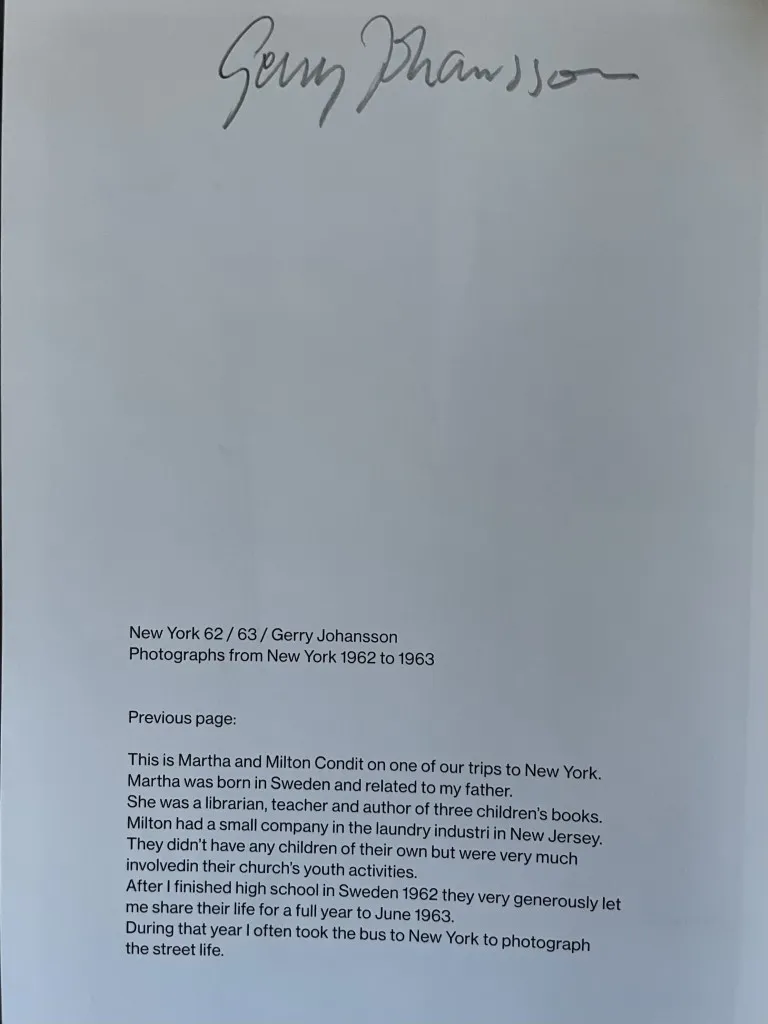 Gerry Johansson
New York 62 / 63 / Gerry Johansson
Photographs from New York 1962 to 1963
Previous page:
This is Martha and Milton Condit on one of our trips to New York.
Martha was born in Sweden and related to my father.
She was a librarian, teacher and author of three children's books.
Milton had a small company in the laundry industri in New Jersey.
They didn't have any children of their own but were very much
involvedin their church's youth activities.
After I finished high school in Sweden 1962 they very generously let
me share their life for a full year to June 1963.
During that year I often took the bus to New York to photograph
the street life.